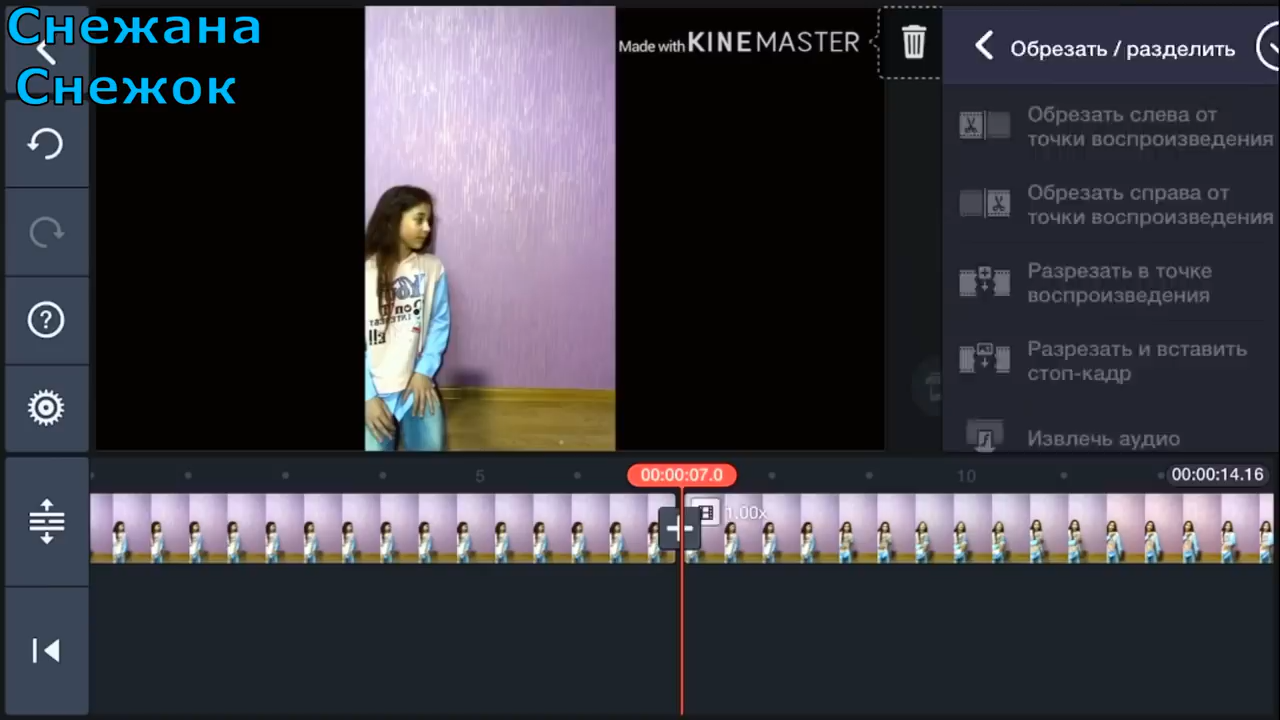 Снежана
Снежок
Made with KINEMASTER
Обрезать / разделить
Обрезать слева от
точки воспроизведения
Обрезать справа от
точки воспроизведения
Разрезать в точке
воспроизведения
Разрезать и вставить
стоп-кадр
Извлечь аудио
5
00:00:07.0
10
00:00:14.16
1.00x